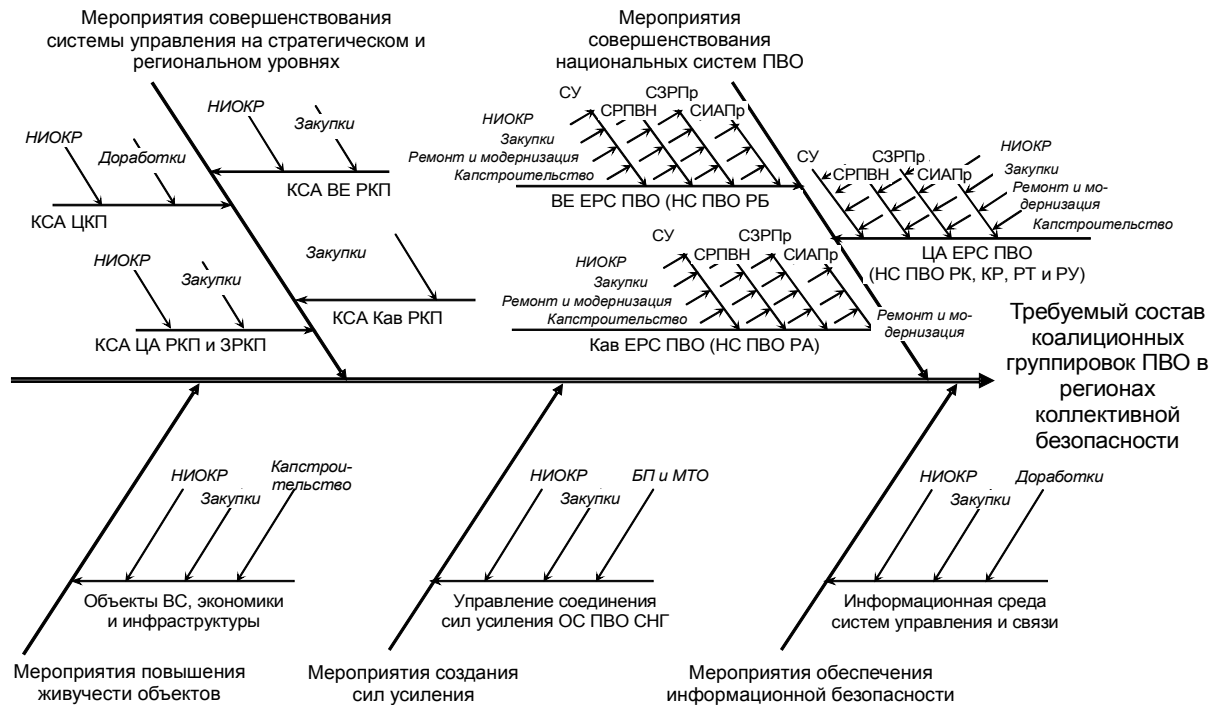 Мероприятия совершенствования
системы управления на стратегическом и
региональном уровнях
НИОКР
Закупки
НИОКР
Доработки
КСА ВЕ РКП
КСА ЦКП
НИОКР
Закупки
Закупки
КСА Кав РКП
КСА ЦА РКП и ЗРКП
Мероприятия
совершенствования
национальных систем ПВО
СУ
СЗРПр
СРПВН
СИАПр
НИОКР
Закупки
Ремонт и модернизация
Капстроительство
ВЕ ЕРС ПВО (НС ПВО РБ
СУ
СЗРПр
СРПВН
СИАПр
НИОКР
Закупки
Ремонт и мо-
дернизация
Капстроительство
ЦА ЕРС ПВО
(НС ПВО РК, КР, РТ и РУ)
СУ
СЗРПр
СРПВН
СИАПр
НИОКР
Закупки
Ремонт и модернизация
Капстроительство
Ремонт и мо-
дернизация
Кав ЕРС ПВО (НС ПВО РА)
Требуемый состав
коалиционных
группировок ПВО в
регионах
коллективной
безопасности
НИОКР
Закупки
Капстрои-
тельство
Объекты ВС, экономики
и инфраструктуры
Мероприятия повышения
живучести объектов
НИОКР
Закупки
БП и МТО
Управление соединения
сил усиления ОС ПВО СНГ
Мероприятия создания
сил усиления
НИОКР
Закупки
Доработки
Информационная среда
систем управления и связи
Мероприятия обеспечения
информационной безопасности